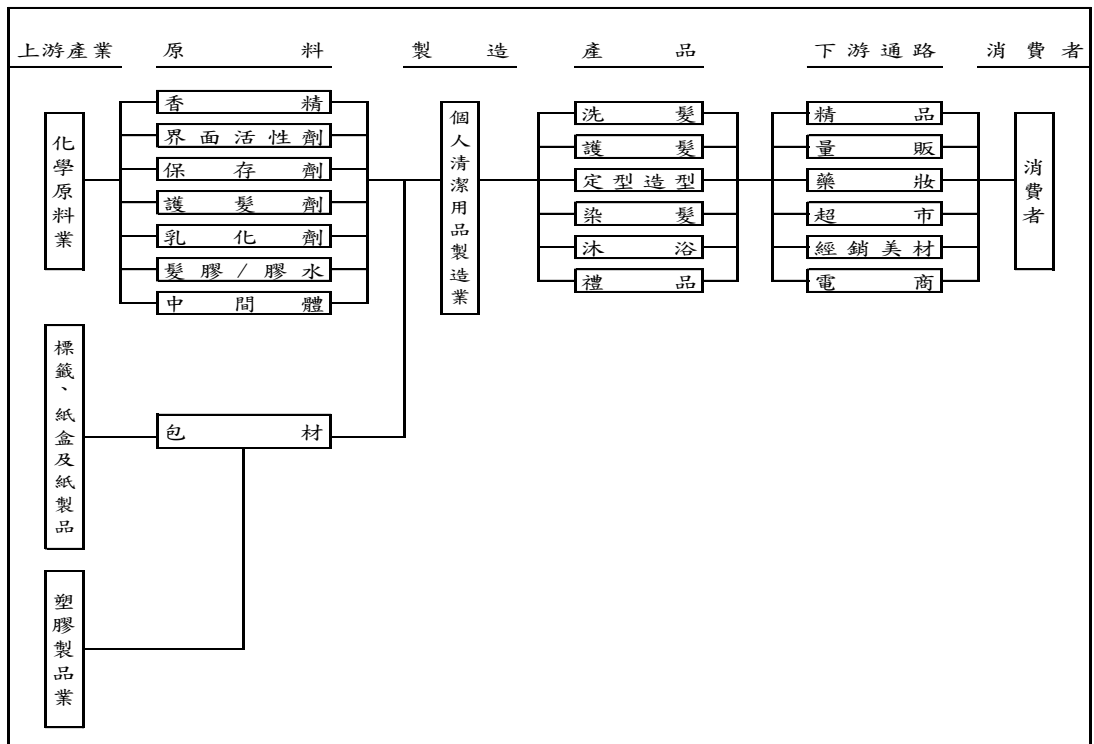 上游產業 原料 製造 產品 下游通路 消費者
化學原料業
香精
界面活性劑
保存劑
護髮劑
乳化劑
髮膠/膠水
中間體
標籤、紙盒及紙製品
包材
塑膠製品業
個人清潔用品製造業
洗髮
護髮
定型造型
染髮
沐浴
禮品
精品
量販
藥妝
超市
經銷美材
電商
消費者